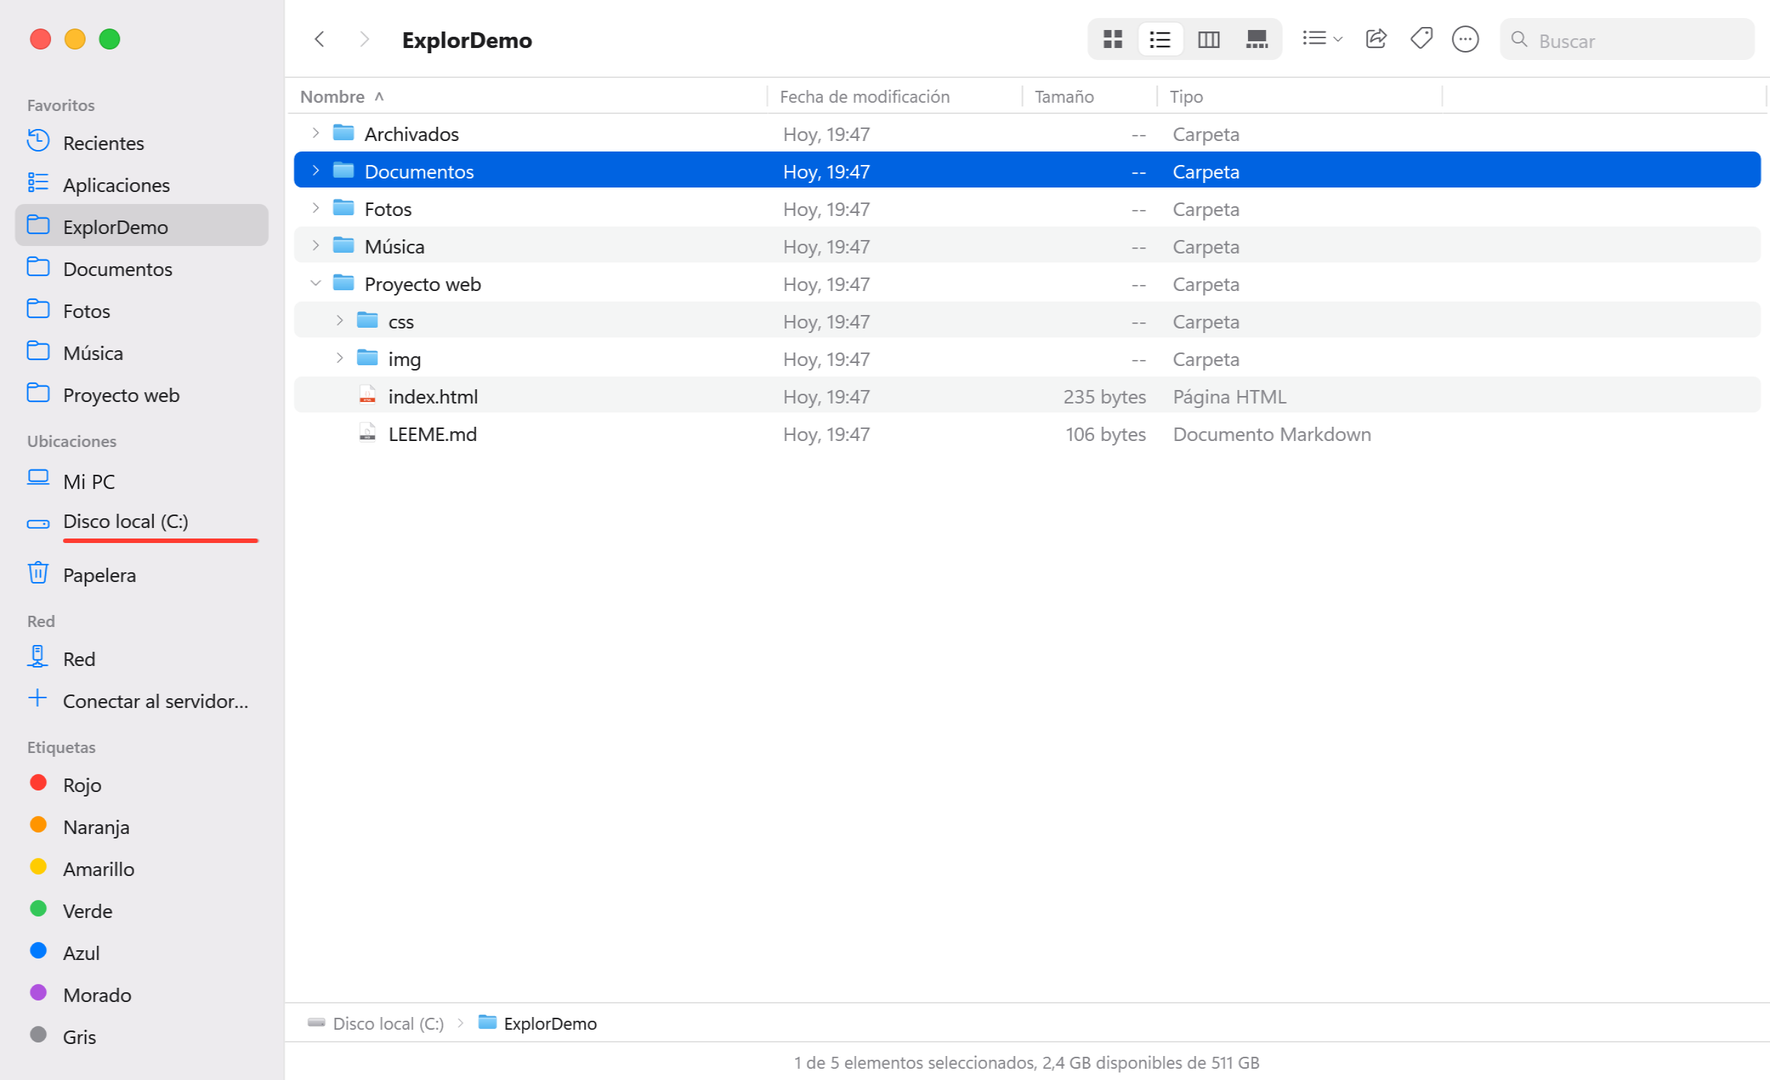 ExplorDemo
Buscar
Favoritos
Recientes
Aplicaciones
ExplorDemo
Documentos
Fotos
Música
Proyecto web
Ubicaciones
Mi PC
Disco local (C:)
Papelera
Red
Red
Conectar al servidor...
Etiquetas
Rojo
Naranja
Amarillo
Verde
Azul
Morado
Gris
Nombre Fecha de modificación Tamaño Tipo
Archivados Hoy, 19:47 -- Carpeta
Documentos Hoy, 19:47 -- Carpeta
Fotos Hoy, 19:47 -- Carpeta
Música Hoy, 19:47 -- Carpeta
Proyecto web Hoy, 19:47 -- Carpeta
css Hoy, 19:47 -- Carpeta
img Hoy, 19:47 -- Carpeta
index.html Hoy, 19:47 235 bytes Página HTML
LEEME.md Hoy, 19:47 106 bytes Documento Markdown
Disco local (C:) ExplorDemo
1 de 5 elementos seleccionados, 2,4 GB disponibles de 511 GB